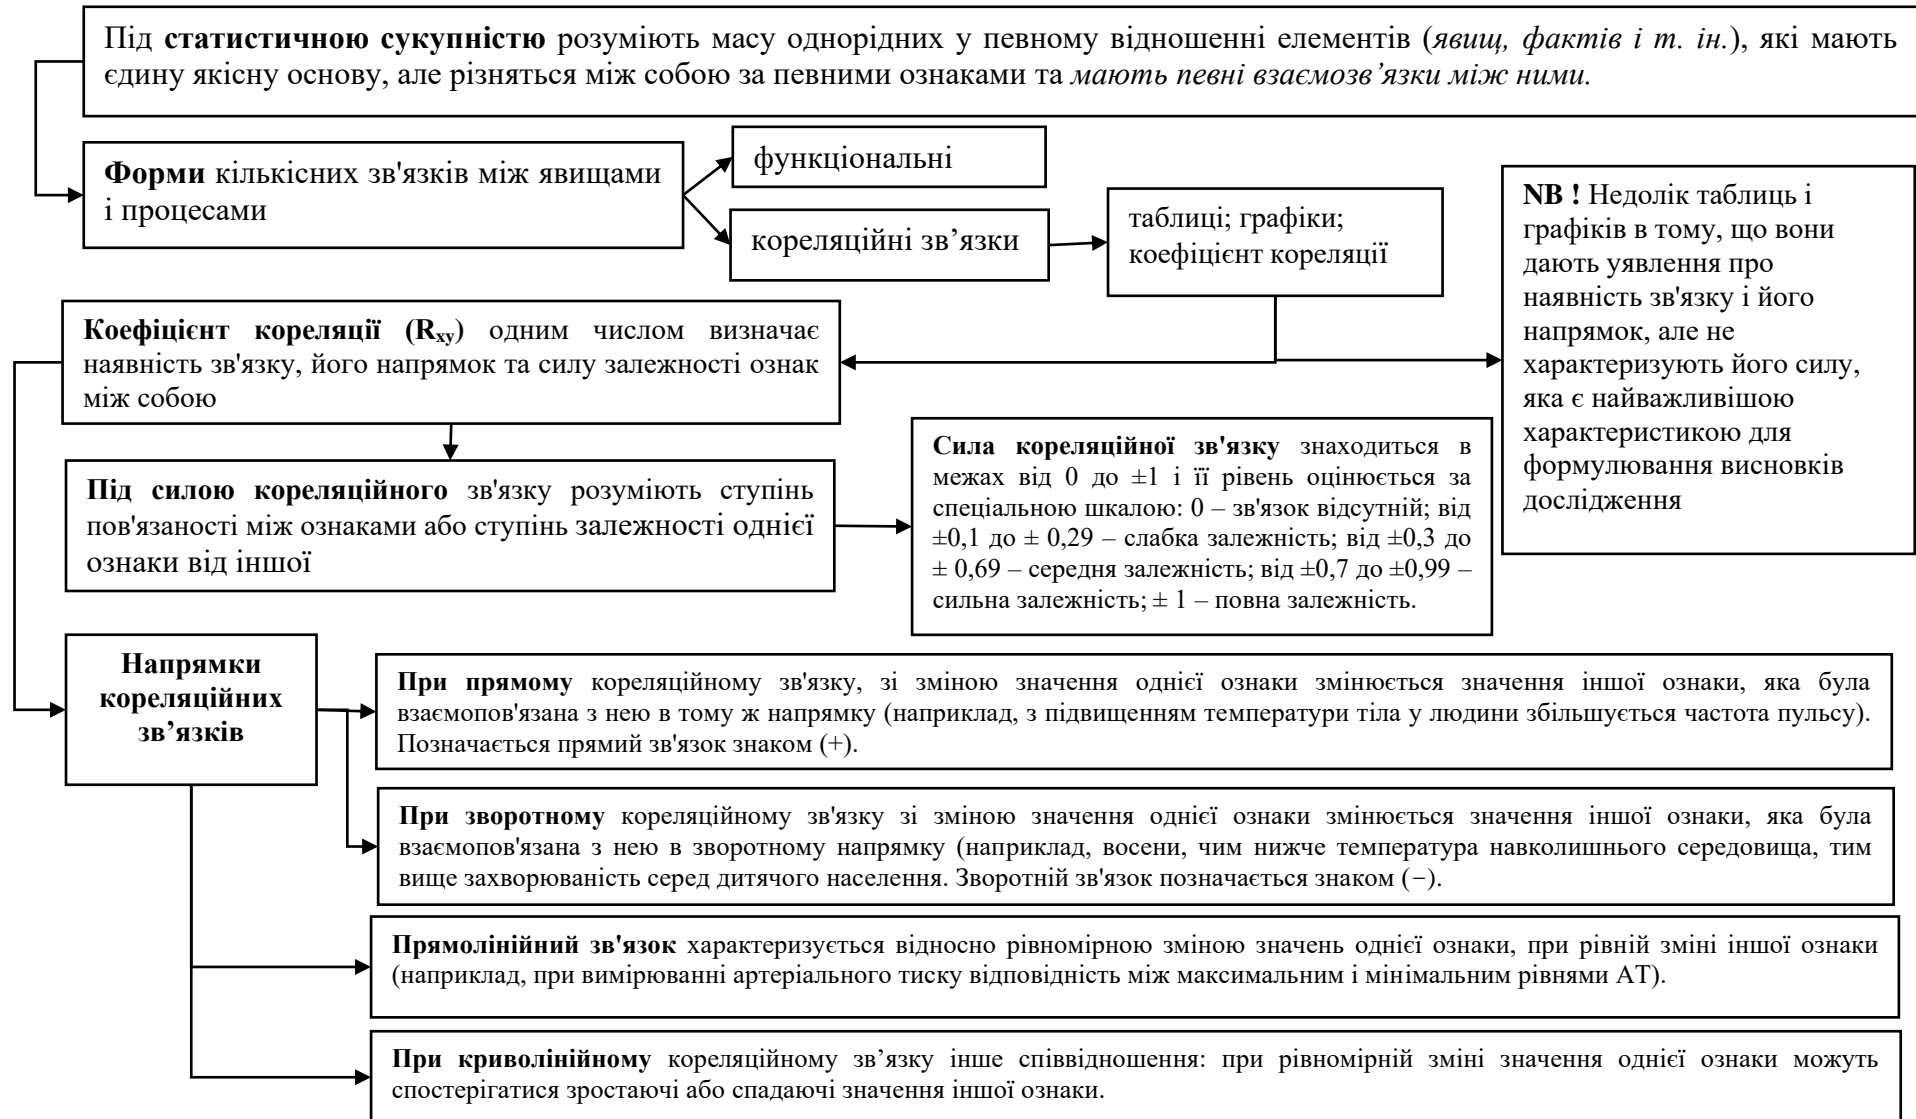 Під статистичною сукупністю розуміють масу однорідних у певному відношенні елементів (явищ, фактів і т. ін.), які мають
єдину якісну основу, але різняться між собою за певними ознаками та мають певні взаємозв’язки між ними.
Форми кількісних зв'язків між явищами
і процесами
функціональні
кореляційні зв’язки
таблиці; графіки;
коефіцієнт кореляції
NB ! Недолік таблиць і
графіків в тому, що вони
дають уявлення про
наявність зв'язку і його
напрямок, але не
характеризують його силу,
яка є найважливішою
характеристикою для
формулювання висновків
дослідження
Коефіцієнт кореляції (Rxy) одним числом визначає
наявність зв'язку, його напрямок та силу залежності ознак
між собою
Під силою кореляційного зв'язку розуміють ступінь
пов'язаності між ознаками або ступінь залежності однієї
ознаки від іншої
Сила кореляційної зв'язку знаходиться в
межах від 0 до ±1 і її рівень оцінюється за
спеціальною шкалою: 0 – зв'язок відсутній; від
±0,1 до ± 0,29 – слабка залежність; від ±0,3 до
± 0,69 – середня залежність; від ±0,7 до ±0,99 –
сильна залежність; ± 1 – повна залежність.
Напрямки
кореляційних
зв’язків
При прямому кореляційному зв'язку, зі зміною значення однієї ознаки змінюється значення іншої ознаки, яка була
взаємопов'язана з нею в тому ж напрямку (наприклад, з підвищенням температури тіла у людини збільшується частота пульсу).
Позначається прямий зв'язок знаком (+).
При зворотному кореляційному зв'язку зі зміною значення однієї ознаки змінюється значення іншої ознаки, яка була
взаємопов'язана з нею в зворотному напрямку (наприклад, восени, чим нижче температура навколишнього середовища, тим
вище захворюваність серед дитячого населення. Зворотній зв'язок позначається знаком (−).
Прямолінійний зв'язок характеризується відносно рівномірною зміною значень однієї ознаки, при рівній зміні іншої ознаки
(наприклад, при вимірюванні артеріального тиску відповідність між максимальним і мінімальним рівнями АТ).
При криволінійному кореляційному зв’язку інше співвідношення: при рівномірній зміні значення однієї ознаки можуть
спостерігатися зростаючі або спадаючі значення іншої ознаки.